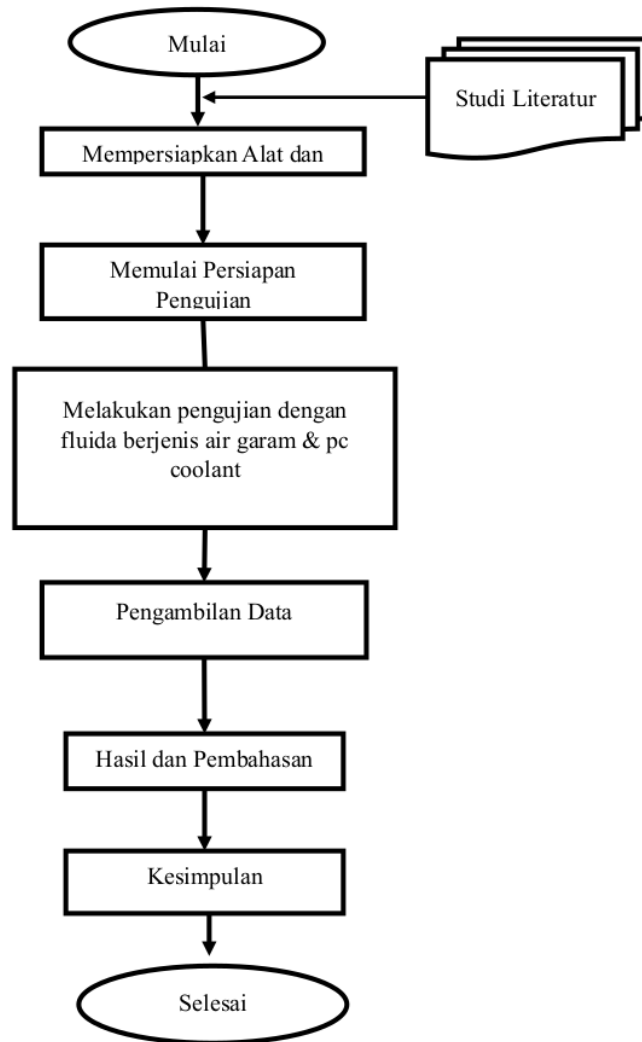 Mulai
Studi Literatur
Mempersiapkan Alat dan
Memulai Persiapan
Pengujian
Melakukan pengujian dengan
fluida berjenis air garam & pc
coolant
Pengambilan Data
Hasil dan Pembahasan
Kesimpulan
Selesai